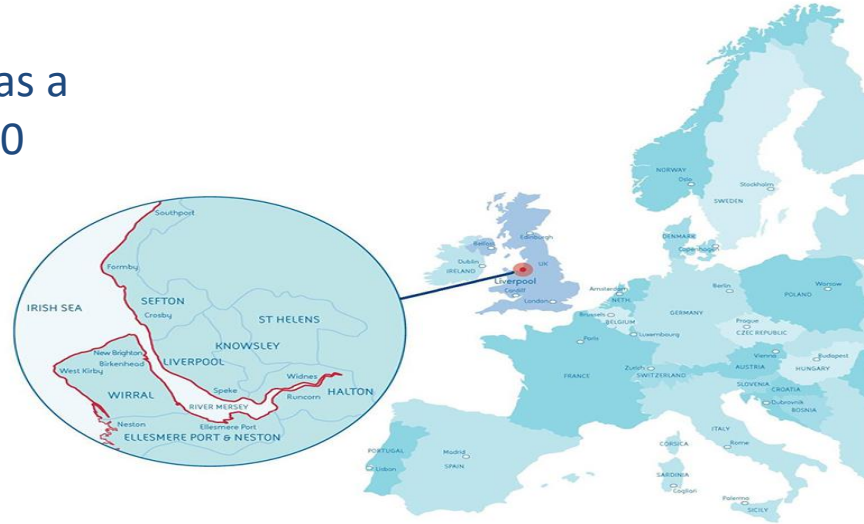 as a
0
Southport
Formby
IRISH SEA
SEFTON
Crosby
ST HELENS
KNOWSLEY
New Brighton
LIVERPOOL
Birkenhead
West Kirby
Widnes
Speke
WIRRAL
HALTON
RIVER MERSEY
Runcorn
Neston
Ellesmere Port
ELLESMERE PORT & NESTON
NORWAY
Oslo
Stockholm
SWEDEN
Edinburgh
DENMARK
Copenhagen
Belfast
Dublin
IRELAND
UK
Liverpool
Cardiff
London
Amsterdam
NETH.
Berlin
Warsaw
POLAND
Brussels
BELGIUM
GERMANY
Prague
CZEC REPUBLIC
Luxembourg
Paris
Vienna
Budapest
Zurich
SWITZERLAND
AUSTRIA
HUNGARY
FRANCE
SLOVENIA
CROATIA
Dubrovnik
BOSNIA
ITALY
CORSICA
Rome
PORTUGAL
Madrid
SPAIN
Lisbon
SARDINIA
Cagliari
Palermo
SICILY